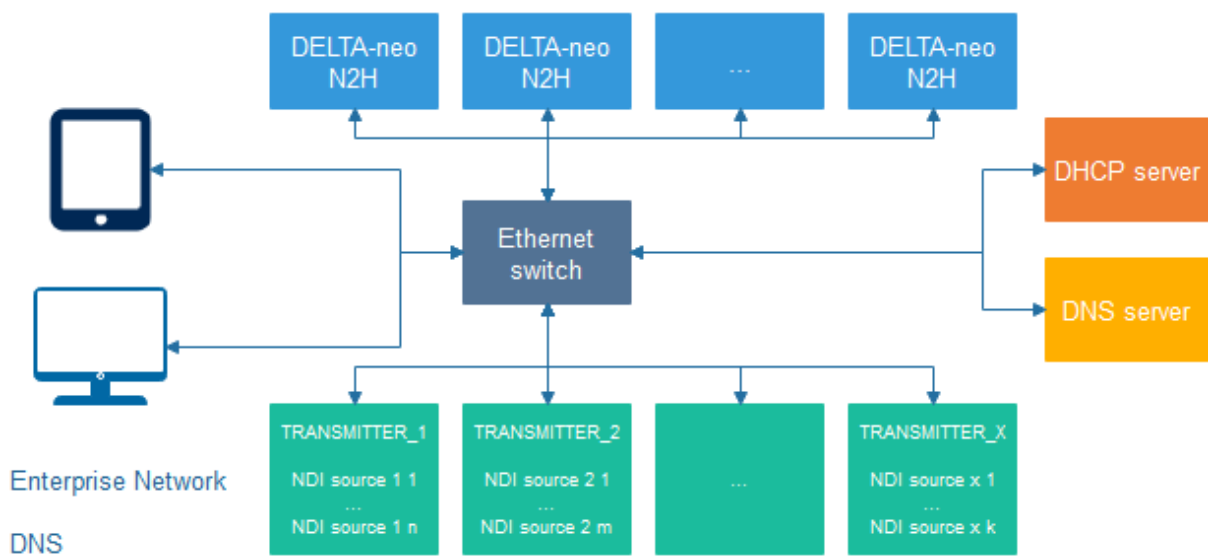 DELTA-neo
N2H
DELTA-neo
N2H
...
DELTA-neo
N2H
DHCP server
Ethernet
switch
DNS server
TRANSMITTER_1
NDI source 1 1
...
NDI source 1 n
TRANSMITTER_2
NDI source 2 1
...
NDI source 2 m
...
TRANSMITTER_X
NDI source x 1
...
NDI source x k
Enterprise Network
DNS